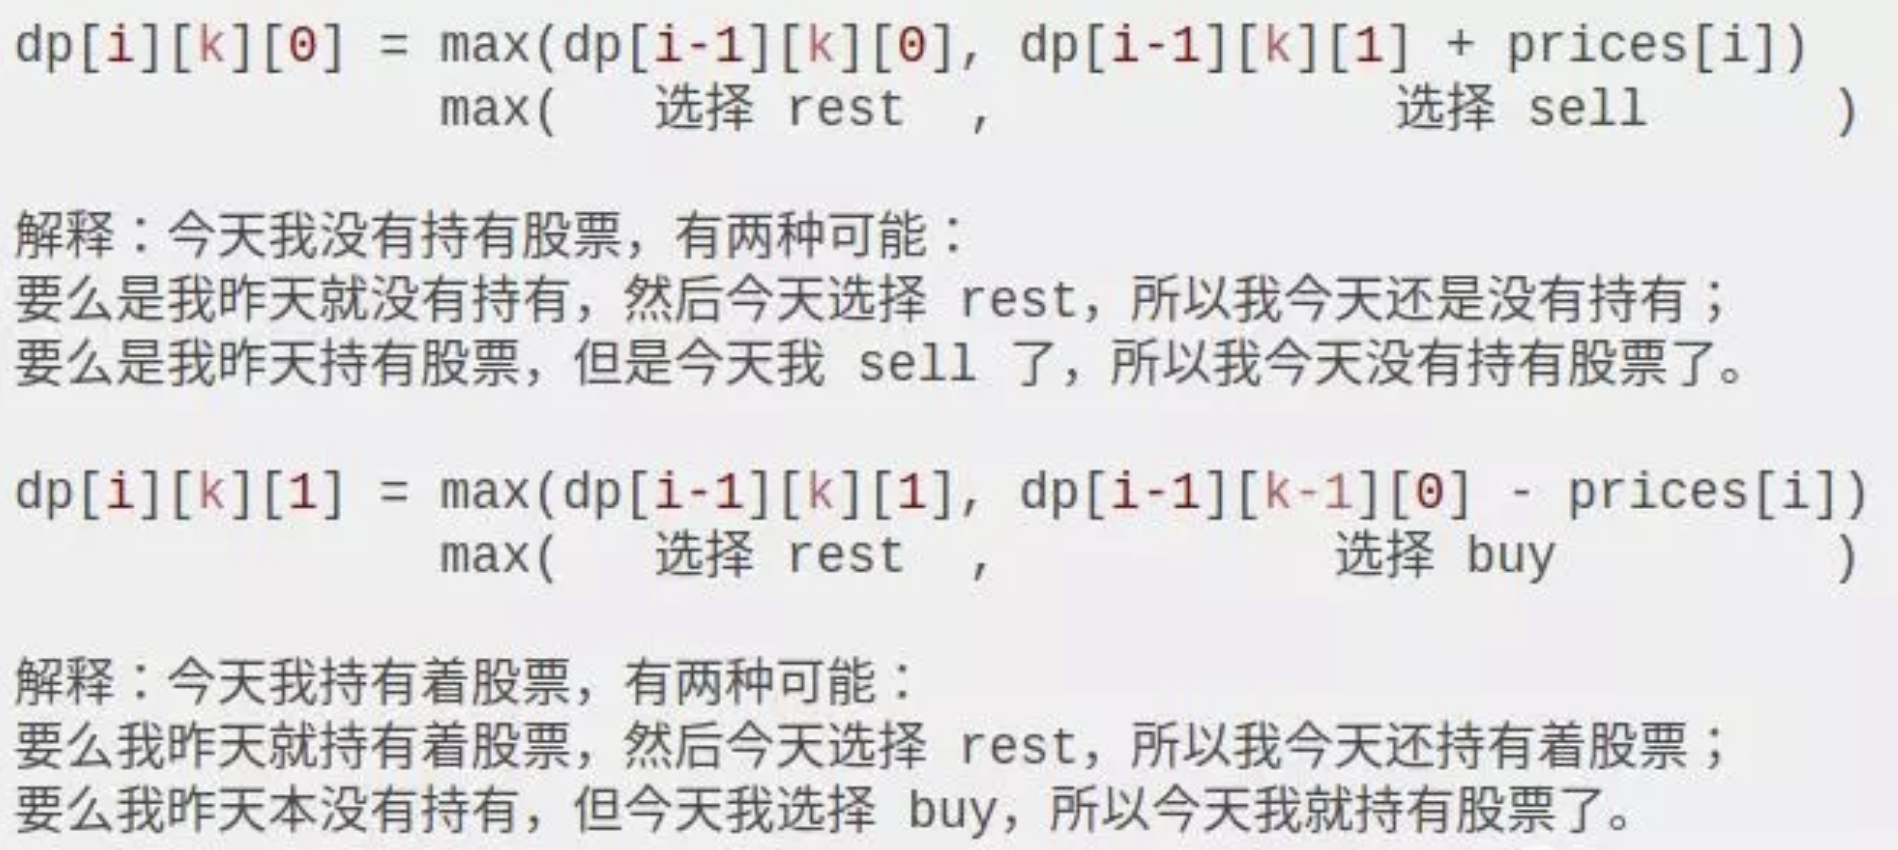 dp[i][k][0] = max(dp[i-1][k][0], dp[i-1][k][1] + prices[i])
max( 选择 rest , 选择 sell )
解释：今天我没有持有股票，有两种可能：
要么是我昨天就没有持有，然后今天选择 rest，所以我今天还是没有持有；
要么是我昨天持有股票，但是今天我 sell 了，所以我今天没有持有股票了。
dp[i][k][1] = max(dp[i-1][k][1], dp[i-1][k-1][0] - prices[i])
max( 选择 rest , 选择 buy )
解释：今天我持有着股票，有两种可能：
要么我昨天就持有着股票，然后今天选择 rest，所以我今天还持有着股票；
要么我昨天本没有持有，但今天我选择 buy，所以今天我就持有股票了。